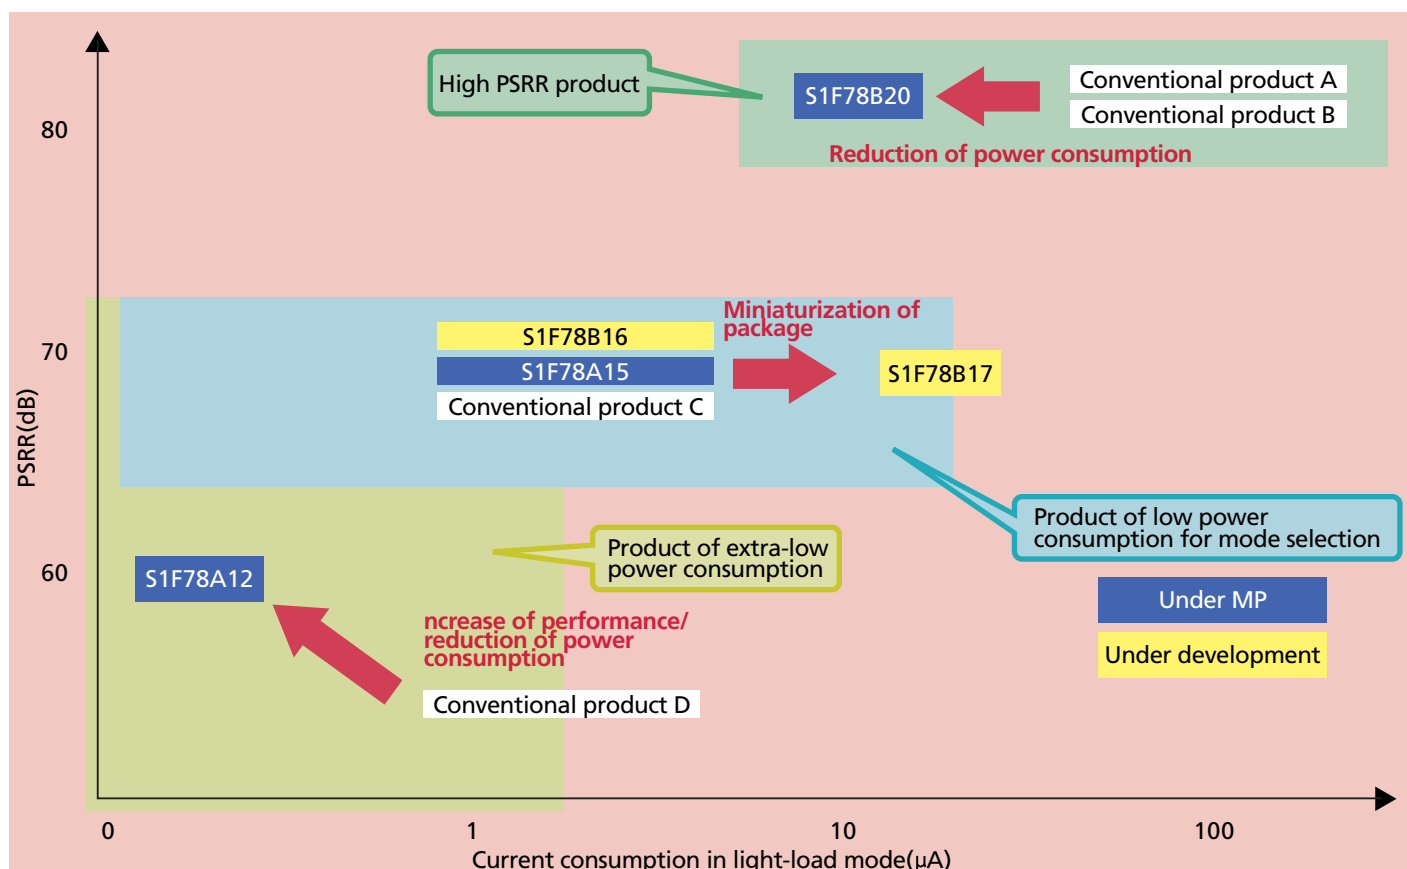 High PSRR product
S1F78B20
Conventional product A
Conventional product B
Reduction of power consumption
80
Miniaturization of
package
S1F78B16
S1F78A15
Conventional product C
S1F78B17
70
PSRR(dB)
Product of low power
consumption for mode selection
Product of extra-low
power consumption
60
S1F78A12
ncrease of performance/
reduction of power
consumption
Conventional product D
Under MP
Under development
0
1
10
100
Current consumption in light-load mode(μA)